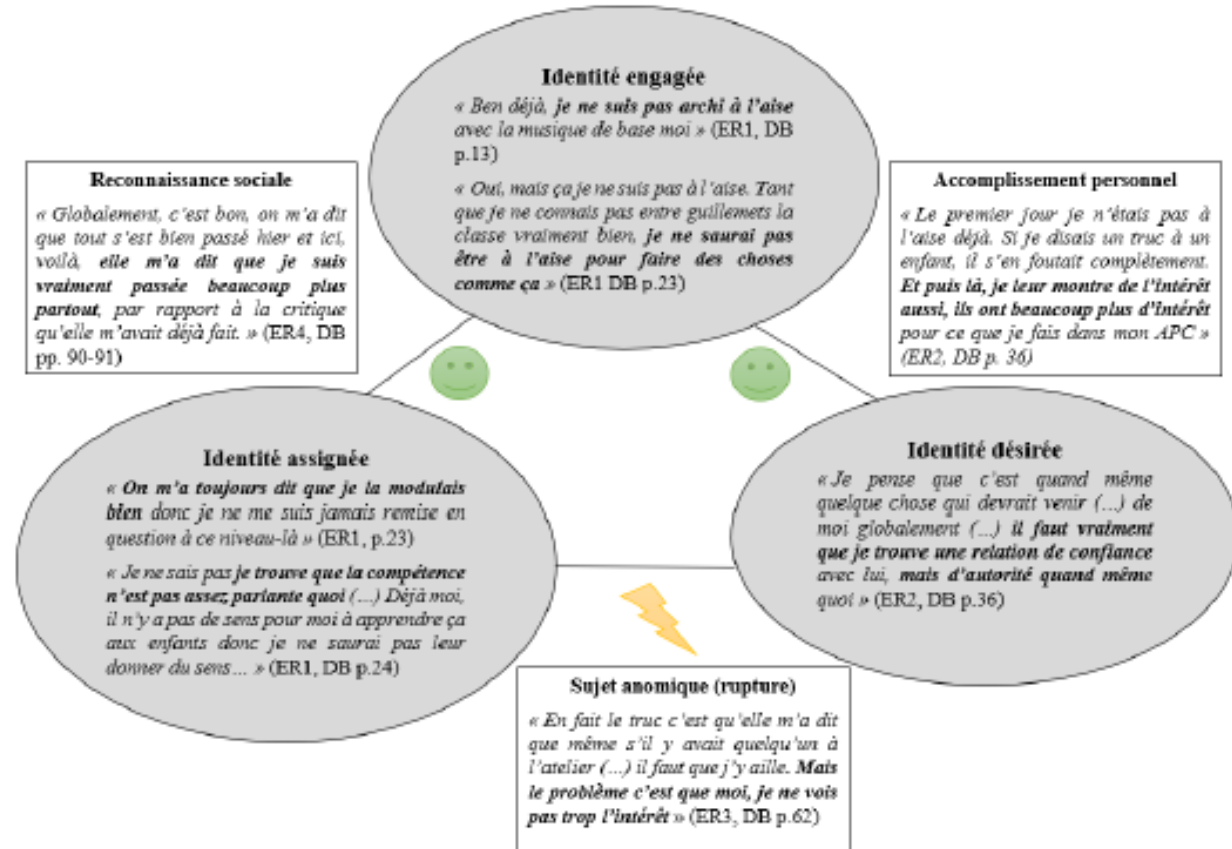 Identité engagée
« Ben déjà, je ne suis pas archi à l'aise
avec la musique de base moi » (ER1, DB
p.13)
« Oui, mais ça je ne suis pas à l'aise. Tant
que je ne connais pas entre guillemets la
classe vraiment bien, je ne saurai pas
être à l'aise pour faire des choses
comme ça » (ER1 DB p.23)
Reconnaissance sociale
« Globalement, c'est bon, on m'a dit
que tout s'est bien passé hier et ici,
voilà, elle m'a dit que je suis
vraiment passée beaucoup plus
partout, par rapport à la critique
qu'elle m'avait déjà fait. » (ER4, DB
pp. 90-91)
Accomplissement personnel
« Le premier jour je n'étais pas à
l'aise déjà. Si je disais un truc à un
enfant, il s'en foutait complètement.
Et puis là, je leur montre de l'intérêt
aussi, ils ont beaucoup plus d'intérêt
pour ce que je fais dans mon APC »
(ER2, DB p. 36)
Identité assignée
« On m'a toujours dit que je la modulais
bien donc je ne me suis jamais remise en
question à ce niveau-là » (ER1, p.23)
« Je ne sais pas je trouve que la compétence
n'est pas assez parlante quoi (...) Déjà moi,
il n'y a pas de sens pour moi à apprendre ça
aux enfants donc je ne saurai pas leur
donner du sens... » (ER1, DB p.24)
Identité désirée
« Je pense que c'est quand même
quelque chose qui devrait venir (...) de
moi globalement (...) il faut vraiment
que je trouve une relation de confiance
avec lui, mais d'autorité quand même
quoi » (ER2, DB p.36)
Sujet anomique (rupture)
« En fait le truc c'est qu'elle m'a dit
que même s'il y avait quelqu'un à
l'atelier (...) il faut que j'y aille. Mais
le problème c'est que moi, je ne vois
pas trop l'intérêt » (ER3, DB p.62)